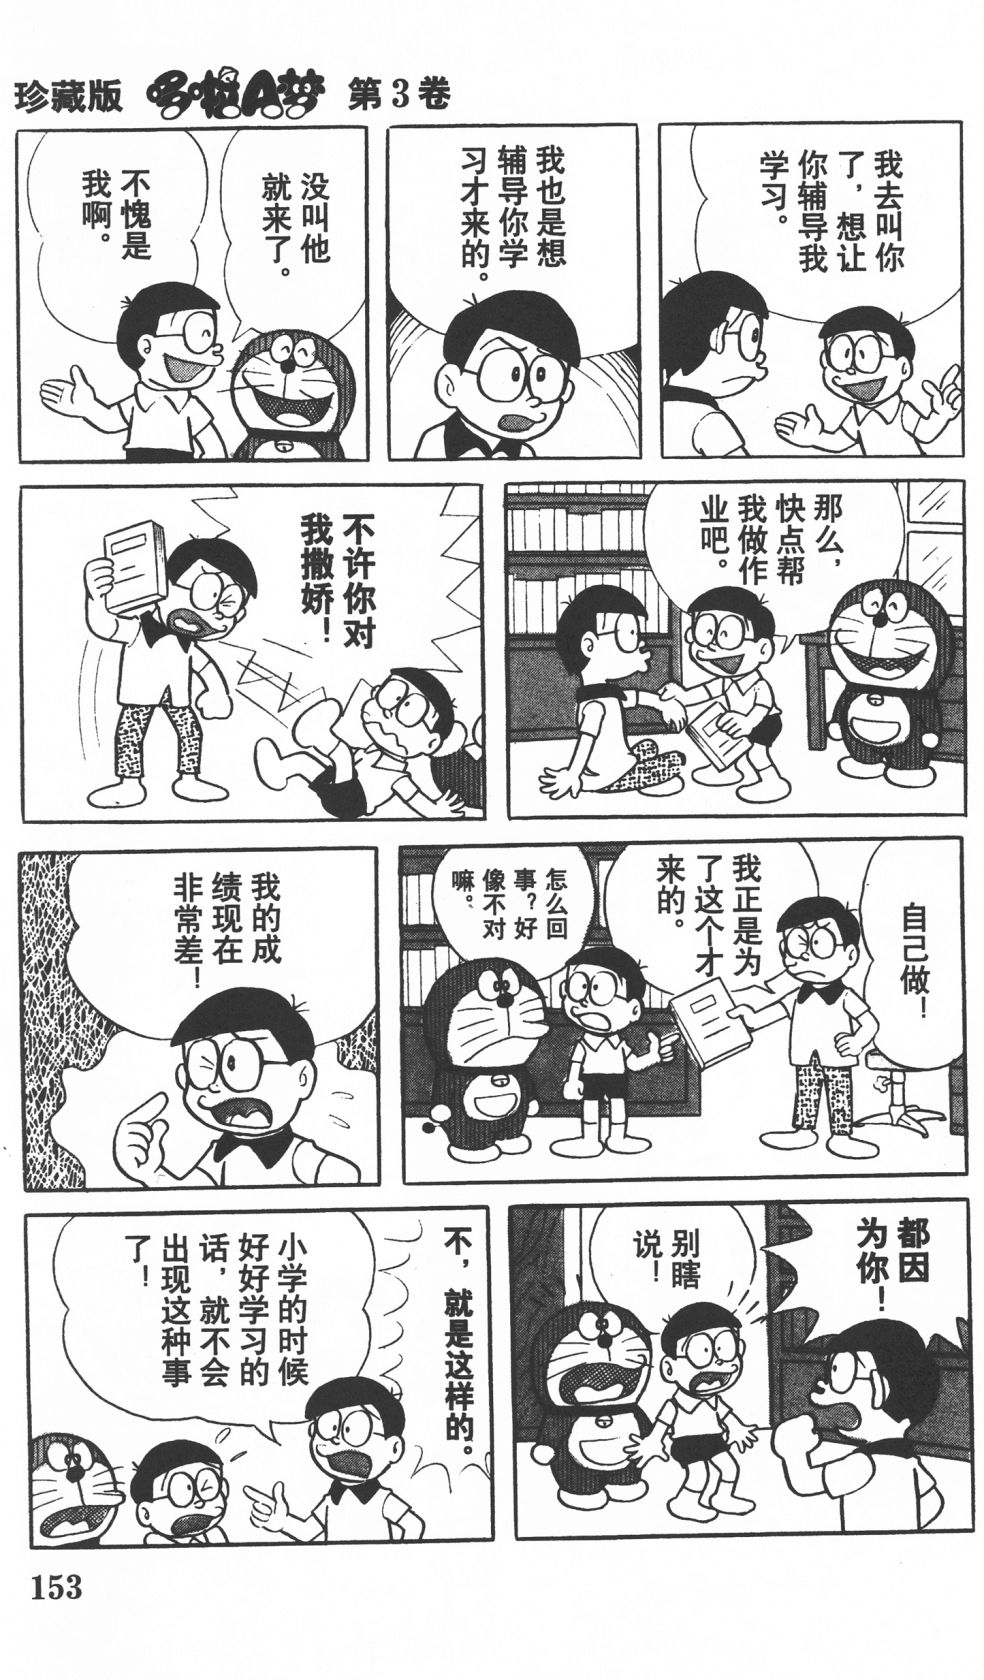 珍藏版 哆啦A梦 第3卷
我去叫你
了，想让
你辅导我
学习。
我也是想
辅导你学
习才来的。
没叫他
就来了。
不愧是
我啊。
那么，
快点帮
我做作
业吧。
不许你对
我撒娇！
自己做！
我正是为
了这个才
来的。
怎么回
事？好
像不对
嘛。
我的成
绩现在
非常差！
都因
为你！
别瞎
说！
不，就是这样的。
小学的时候
好好学习的
话，就不会
出现这种事
了！
153